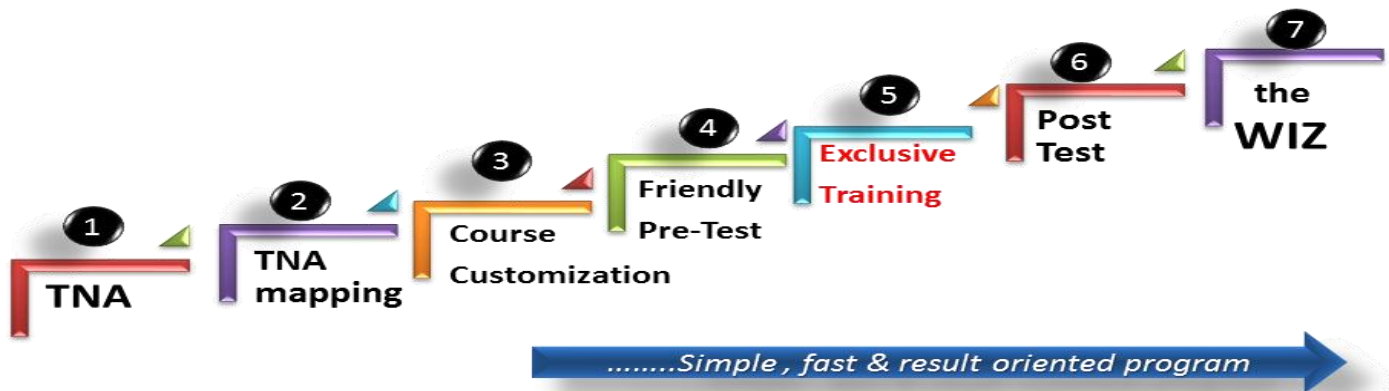 1
TNA
2
TNA
mapping
3
Course
Customization
4
Friendly
Pre-Test
5
Exclusive
Training
6
Post
Test
7
the
WIZ
........Simple , fast & result oriented program